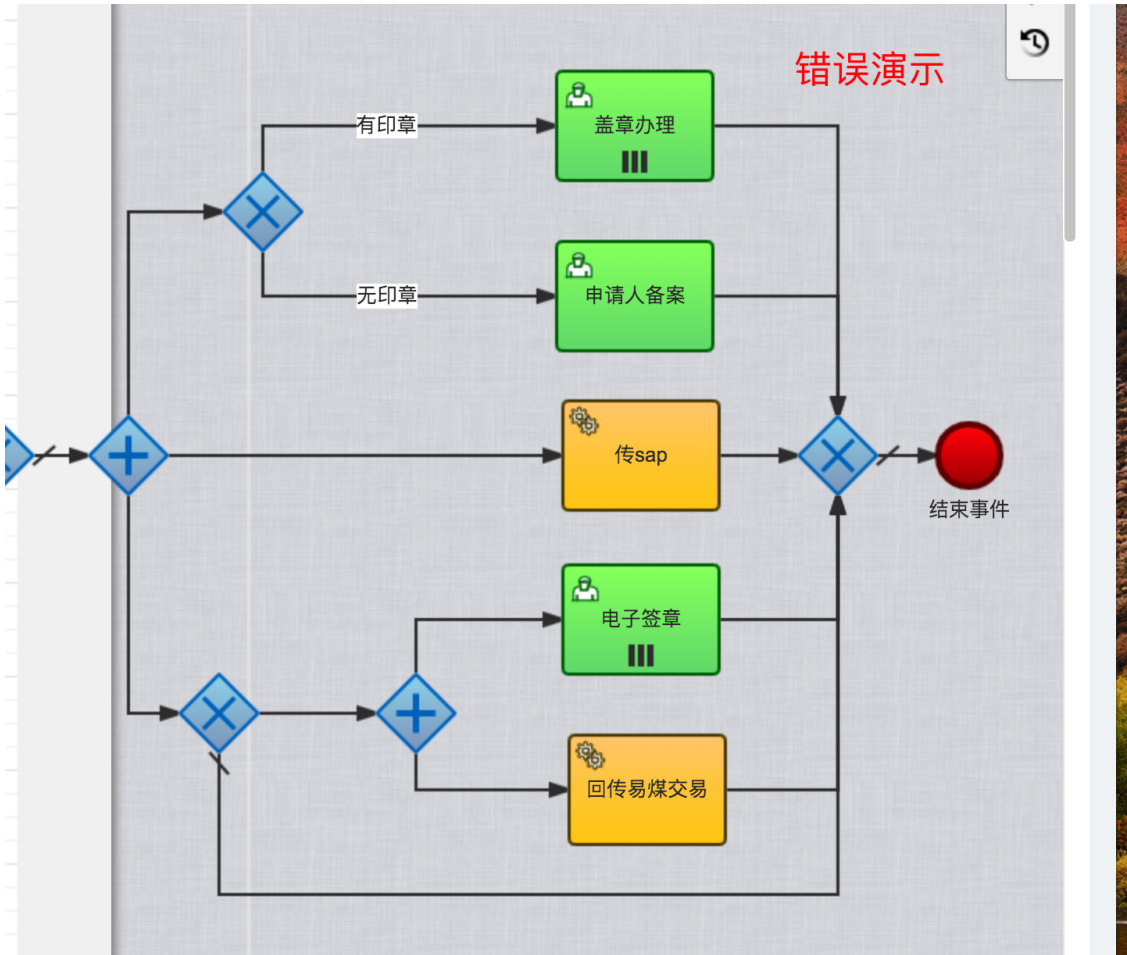 错误演示
有印章
盖章办理
无印章
申请人备案
传sap
结束事件
电子签章
回传易煤交易